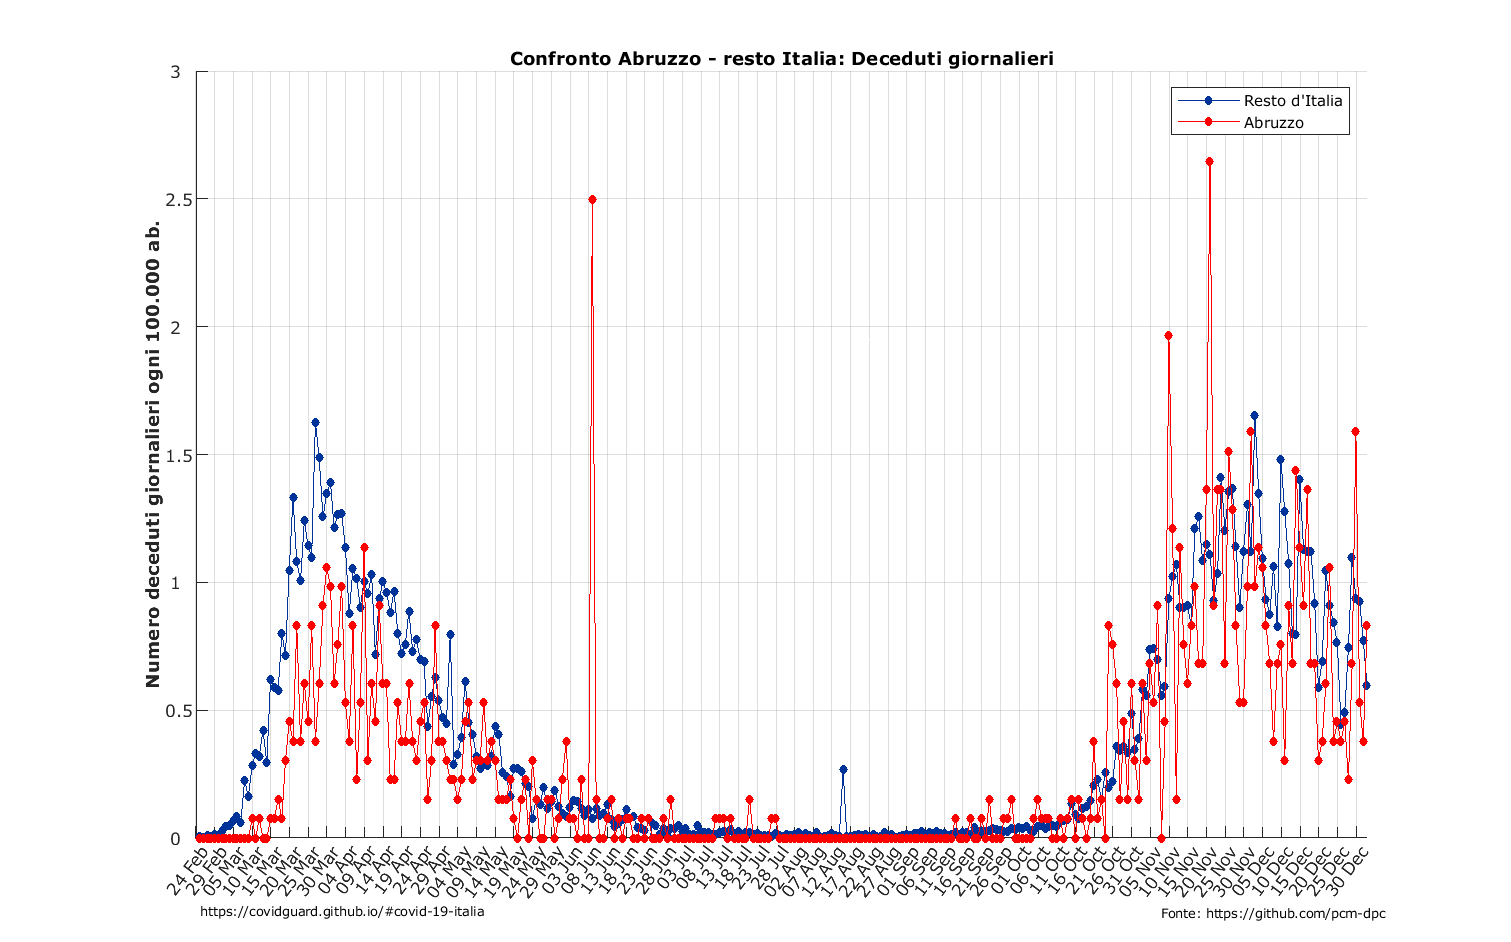 Confronto Abruzzo - resto Italia: Deceduti giornalieri
Numero deceduti giornalieri ogni 100.000 ab.
3
2.5
2
1.5
1
0.5
0
Resto d'Italia
Abruzzo
24 Feb
29 Feb
05 Mar
10 Mar
15 Mar
20 Mar
25 Mar
30 Mar
04 Apr
09 Apr
14 Apr
19 Apr
24 Apr
29 Apr
04 May
09 May
14 May
19 May
24 May
29 May
03 Jun
08 Jun
13 Jun
18 Jun
23 Jun
28 Jun
03 Jul
08 Jul
13 Jul
18 Jul
23 Jul
28 Jul
02 Aug
07 Aug
12 Aug
17 Aug
22 Aug
27 Aug
01 Sep
06 Sep
11 Sep
16 Sep
21 Sep
26 Sep
01 Oct
06 Oct
11 Oct
16 Oct
21 Oct
26 Oct
31 Oct
05 Nov
10 Nov
15 Nov
20 Nov
25 Nov
30 Nov
05 Dec
10 Dec
15 Dec
20 Dec
25 Dec
30 Dec
https://covidguard.github.io/#covid-19-italia
Fonte: https://github.com/pcm-dpc